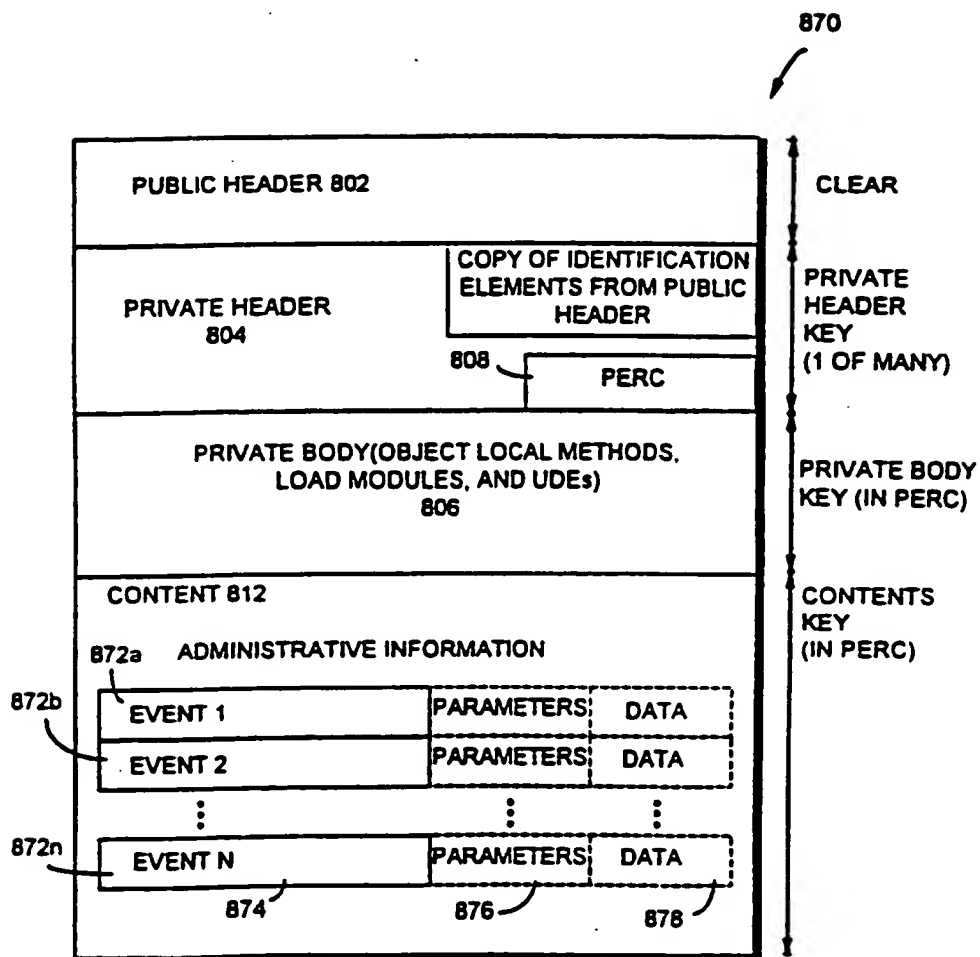 870
PUBLIC HEADER 802
CLEAR
PRIVATE HEADER
804
COPY OF IDENTIFICATION
ELEMENTS FROM PUBLIC
HEADER
808
PERC
PRIVATE
HEADER
KEY
(1 OF MANY)
PRIVATE BODY(OBJECT LOCAL METHODS,
LOAD MODULES, AND UDEs)
806
PRIVATE BODY
KEY (IN PERC)
CONTENT 812
CONTENTS
KEY
(IN PERC)
ADMINISTRATIVE INFORMATION
872a
872b
EVENT 1 PARAMETERS DATA
EVENT 2 PARAMETERS DATA
872n
EVENT N PARAMETERS DATA
874 876 878